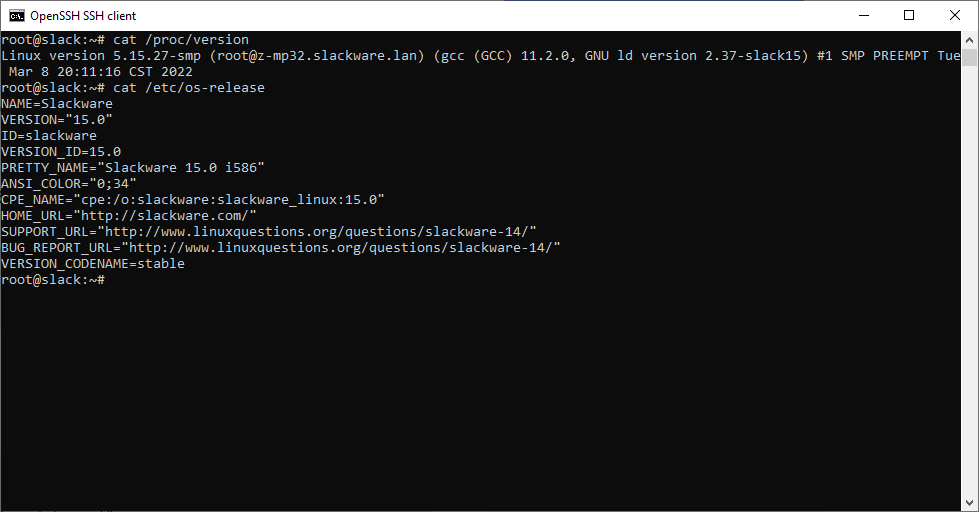 OpenSSH SSH client
root@slack:~# cat /proc/version
Linux version 5.15.27-smp (root@z-mp32.slackware.lan) (gcc (GCC) 11.2.0, GNU ld version 2.37-slack15) #1 SMP PREEMPT Tue
 Mar 8 20:11:16 CST 2022
root@slack:~# cat /etc/os-release
NAME=Slackware
VERSION="15.0"
ID=slackware
VERSION_ID=15.0
PRETTY_NAME="Slackware 15.0 i586"
ANSI_COLOR="0;34"
CPE_NAME="cpe:/o:slackware:slackware_linux:15.0"
HOME_URL="http://slackware.com/"
SUPPORT_URL="http://www.linuxquestions.org/questions/slackware-14/"
BUG_REPORT_URL="http://www.linuxquestions.org/questions/slackware-14/"
VERSION_CODENAME=stable
root@slack:~#